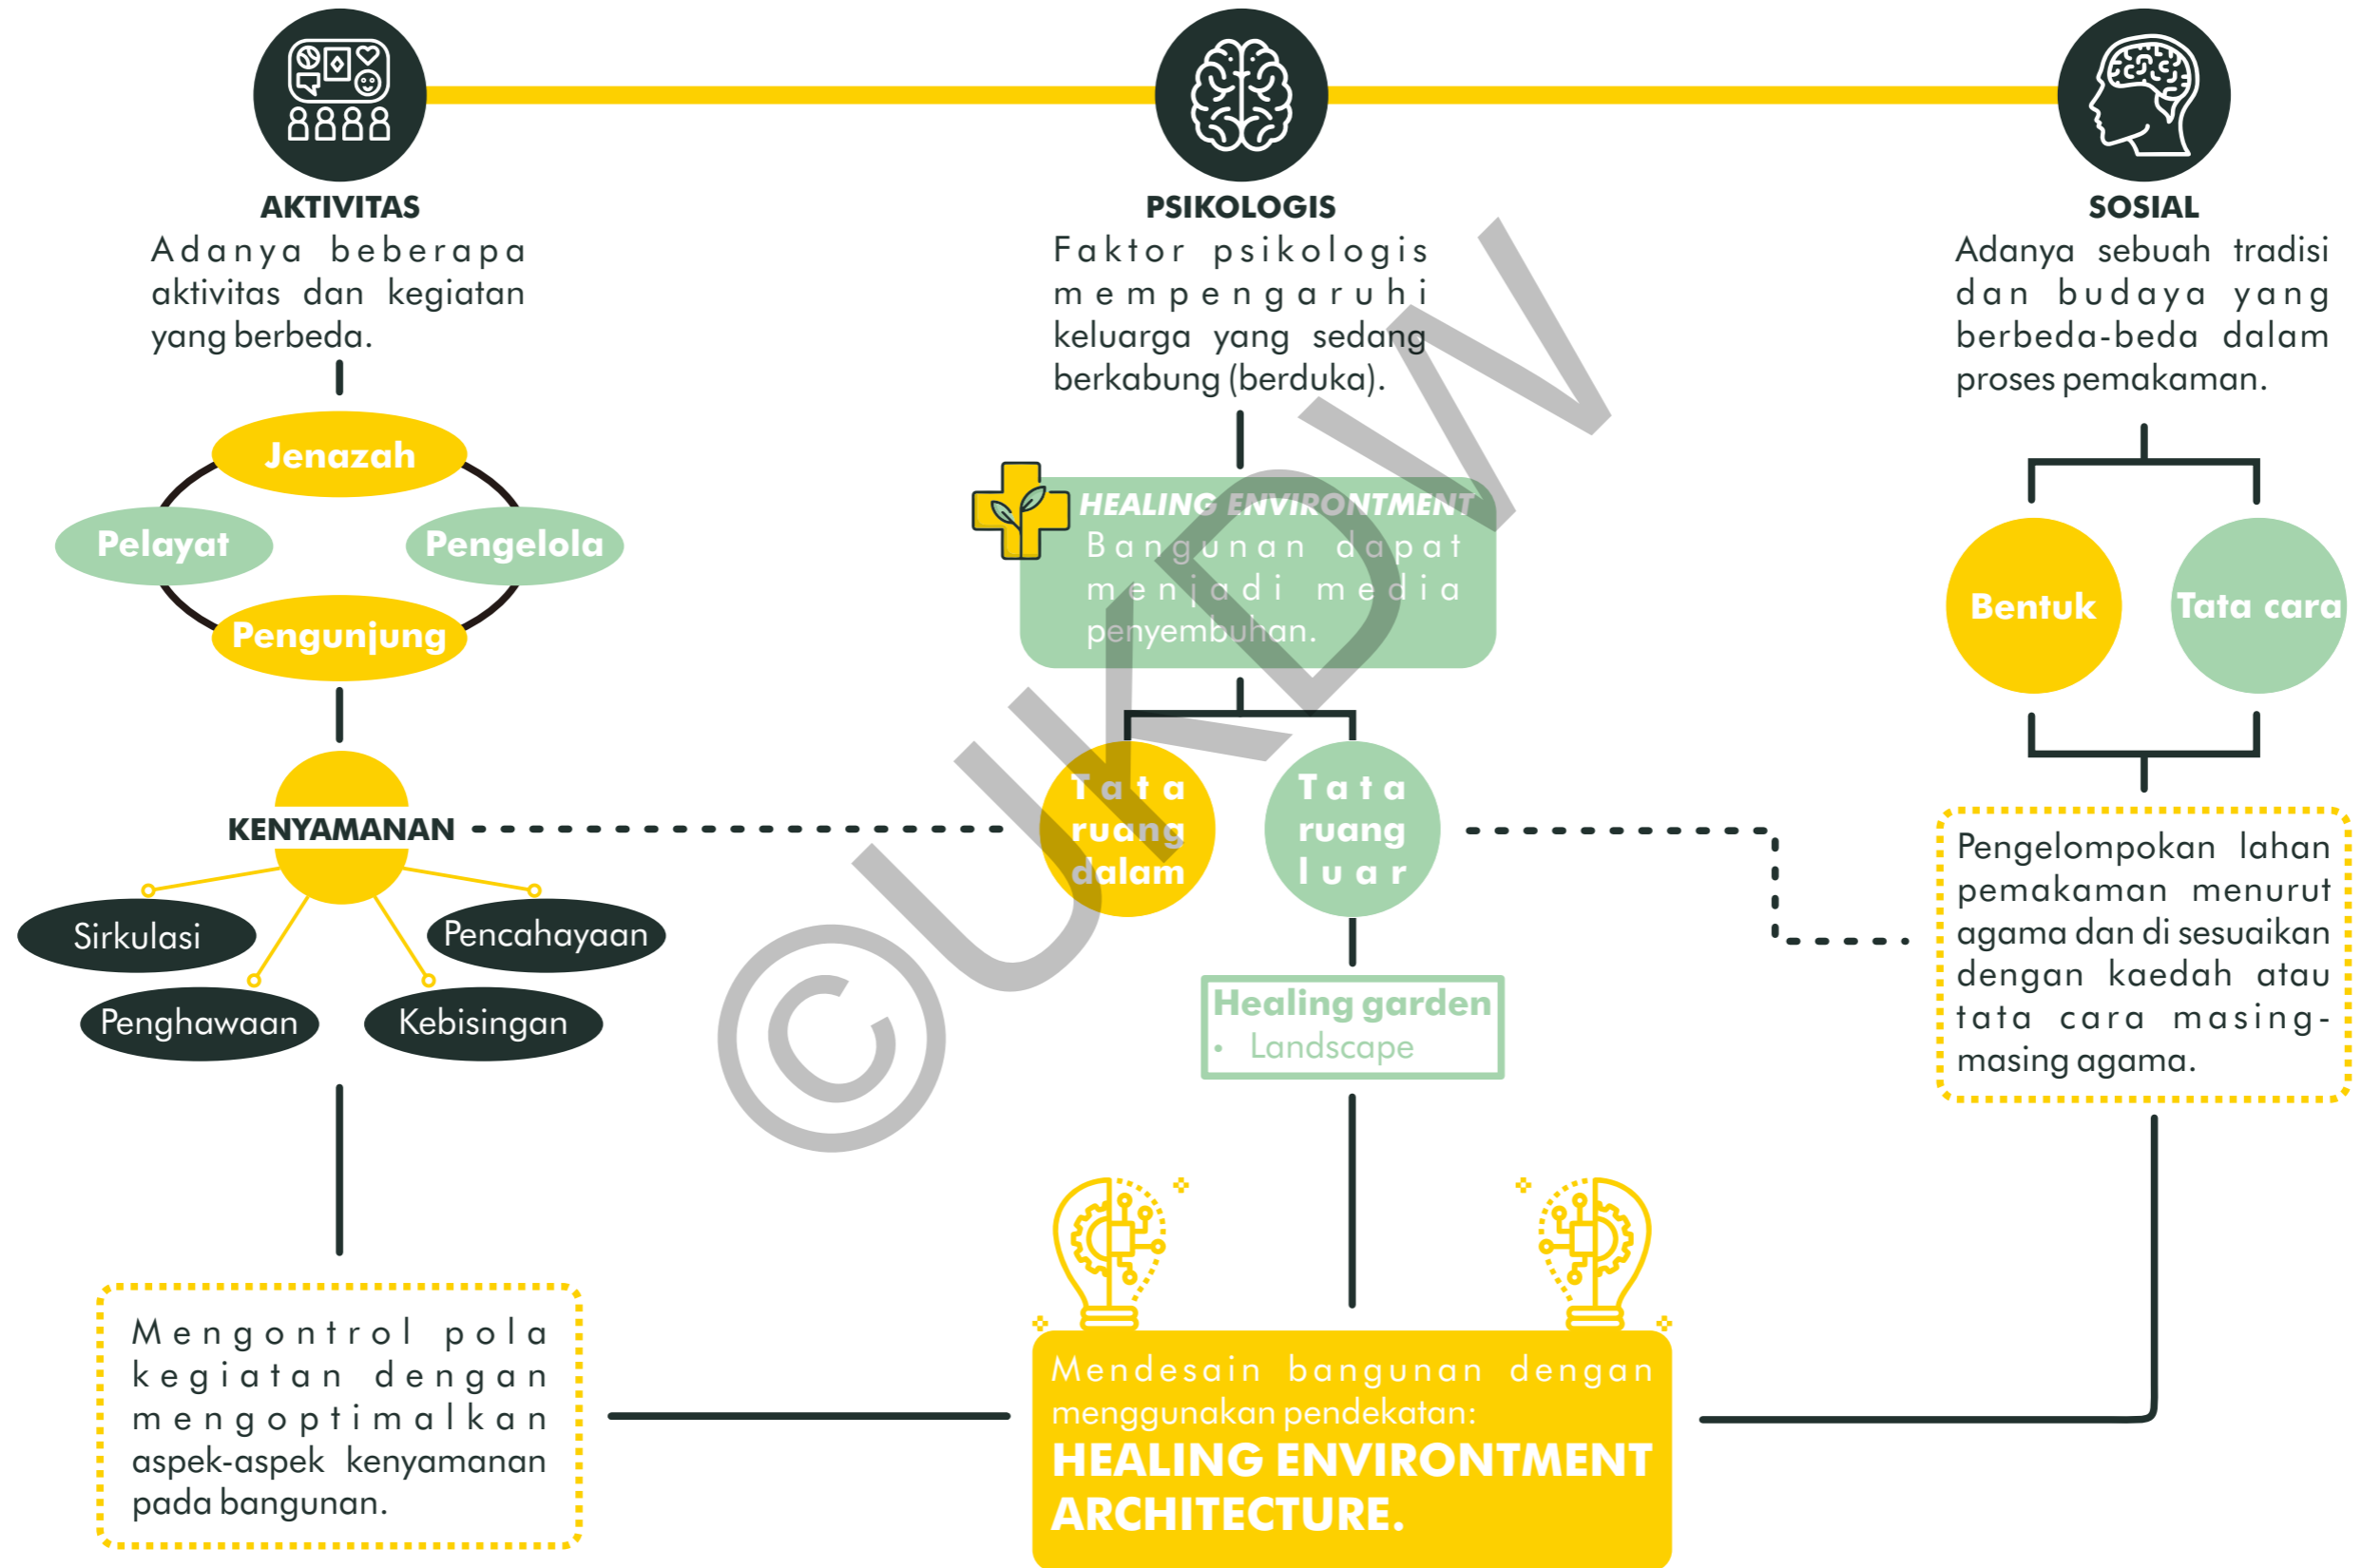 AKTIVITAS
Adanya beberapa
aktivitas dan kegiatan
yang berbeda.
Jenazah
Pelayat
Pengelola
Pengunjung
KENYAMANAN
Sirkulasi
Pencahayaan
Penghawaan
Kebisingan
Mengontrol pola
kegiatan dengan
mengoptimalkan
aspek-aspek kenyamanan
pada bangunan.
PSIKOLOGIS
Faktor psikologis
mempengaruhi
keluarga yang sedang
berkabung (berduka).
HEALING ENVIRONTMENT
Bangunan dapat
menjadi media
penyembuhan.
Tata
ruang
dalam
Tata
ruang
luar
Healing garden
• Landscape
Mendesain bangunan dengan
menggunakan pendekatan:
HEALING ENVIRONTMENT
ARCHITECTURE.
SOSIAL
Adanya sebuah tradisi
dan budaya yang
berbeda-beda dalam
proses pemakaman.
Bentuk
Tata cara
Pengelompokan lahan
pemakaman menurut
agama dan di sesuaikan
dengan kaedah atau
tata cara masing-
masing agama.
©UKDW